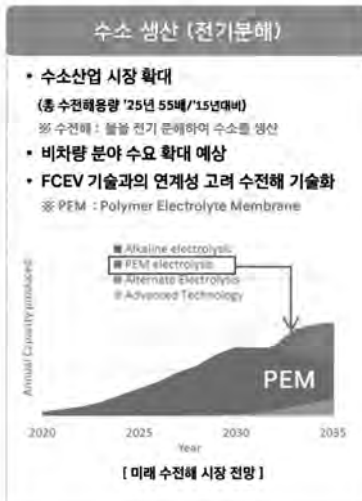 수소 생산 (전기분해)
• 수소산업 시장 확대
(총 수전해용량 '25년 55배/'15년대비)
※ 수전해 : 물을 전기 분해하여 수소를 생산
• 비차량 분야 수요 확대 예상
• FCEV 기술과의 연계성 고려 수전해 기술화
※ PEM : Polymer Electrolyte Membrane
Alkaline electrolysis
PEM electrolysis
Alternate Electrolysis
Advanced Technology
Annual Capacity produced
PEM
2020 2025 2030 2035
Year
[ 미래 수전해 시장 전망 ]